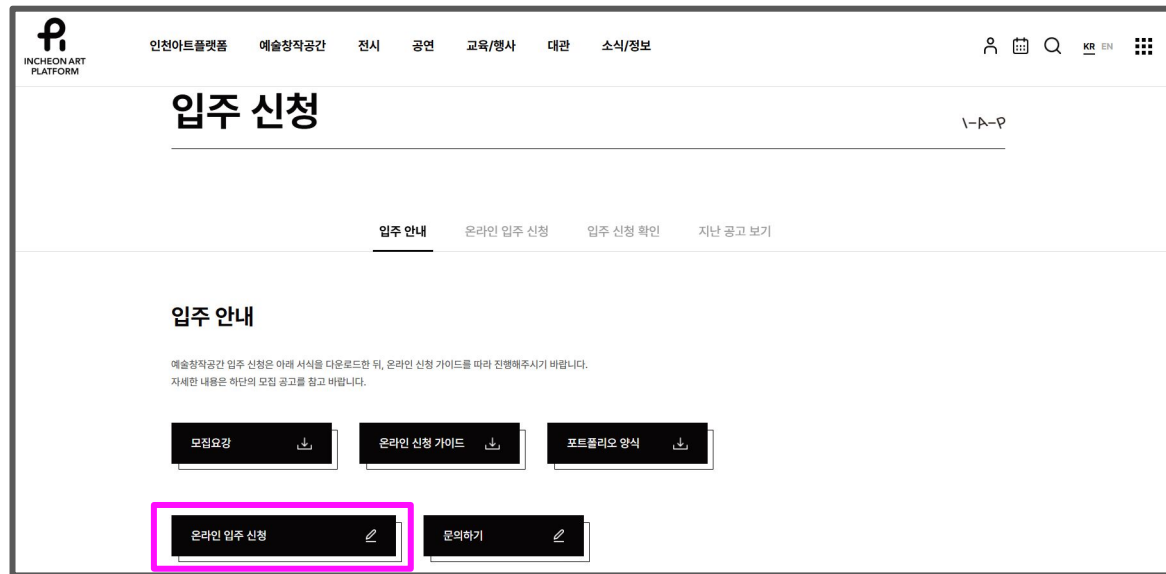 INCHEON ART
PLATFORM
인천아트플랫폼 예술창작공간 전시 공연 교육/행사 대관 소식/정보
KR EN
입주 신청
I-A-P
입주 안내 온라인 입주 신청 입주 신청 확인 지난 공고 보기
입주 안내
예술창작공간 입주 신청은 아래 서식을 다운로드한 뒤, 온라인 신청 가이드를 따라 진행해주시기 바랍니다.
자세한 내용은 하단의 모집 공고를 참고 바랍니다.
모집요강 온라인 신청 가이드 포트폴리오 양식
온라인 입주 신청 문의하기